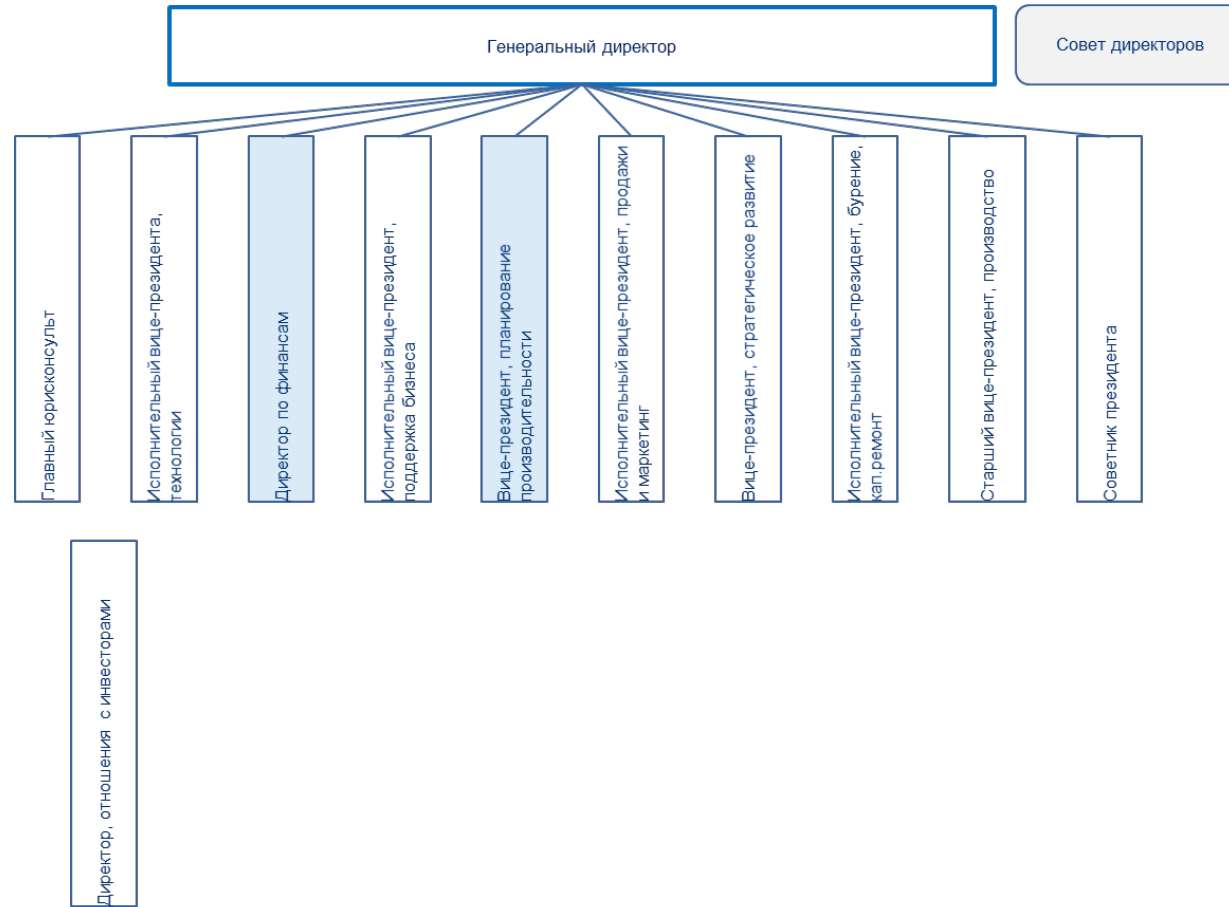 Генеральный директор
Совет директоров
Главный юрисконсульт
Исполнительный вице-президента,
технологии
Директор по финансам
Исполнительный вице-президент,
поддержка бизнеса
Вице-президент, планирование
производительности
Исполнительный вице-президент, продажи
и маркетинг
Вице-президент, стратегическое развитие
Исполнительный вице-президент, бурение,
кап.ремонт
Старший вице-президент, производство
Советник президента
Директор, отношения с инвесторами